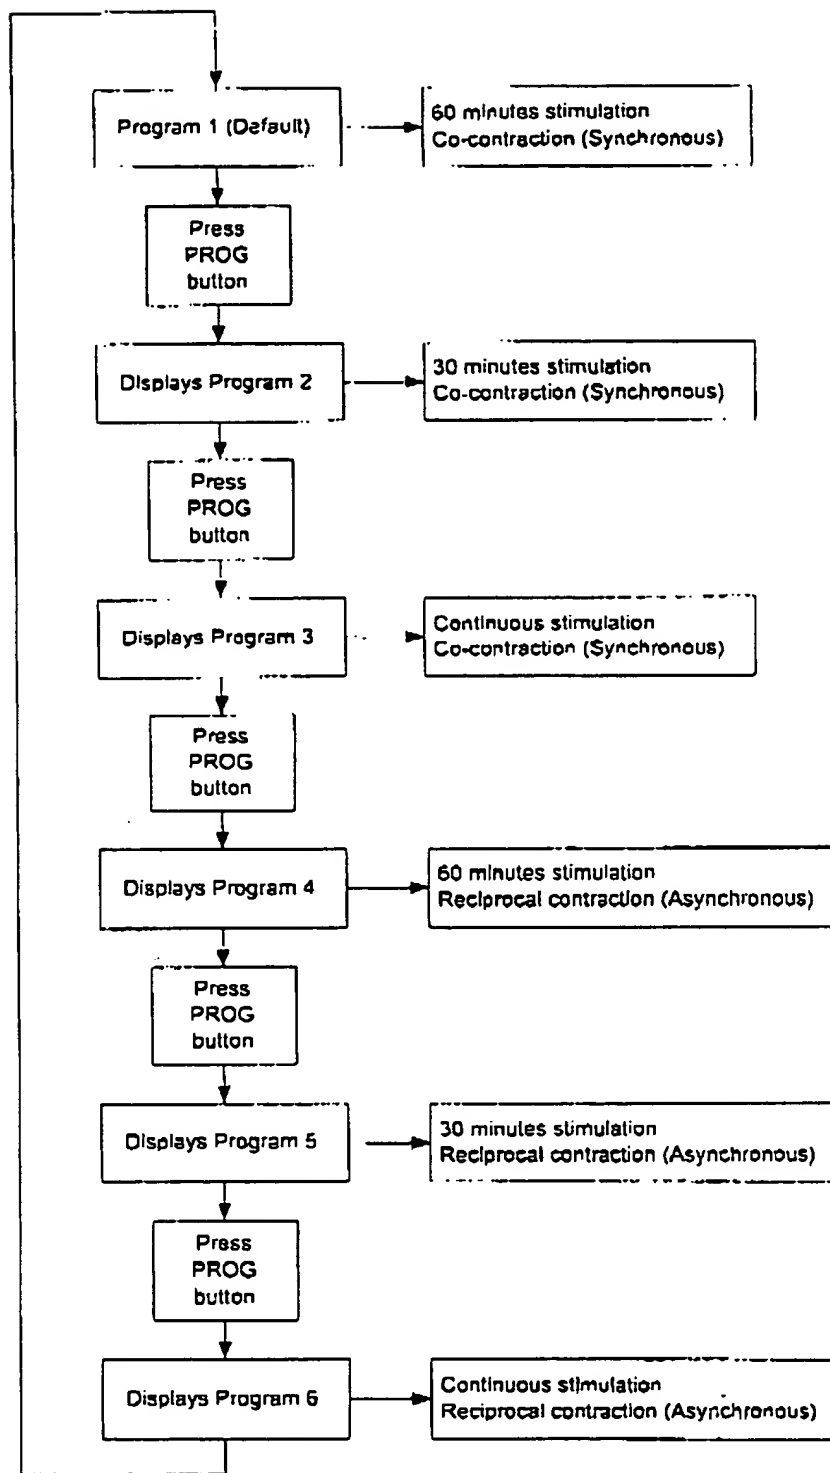 Program 1 (Default)
60 minutes stimulation
Co-contraction (Synchronous)
Press
PROG
button
Displays Program 2
30 minutes stimulation
Co-contraction (Synchronous)
Press
PROG
button
Displays Program 3
Continuous stimulation
Co-contraction (Synchronous)
Press
PROG
button
Displays Program 4
60 minutes stimulation
Reciprocal contraction (Asynchronous)
Press
PROG
button
Displays Program 5
30 minutes stimulation
Reciprocal contraction (Asynchronous)
Press
PROG
button
Displays Program 6
Continuous stimulation
Reciprocal contraction (Asynchronous)